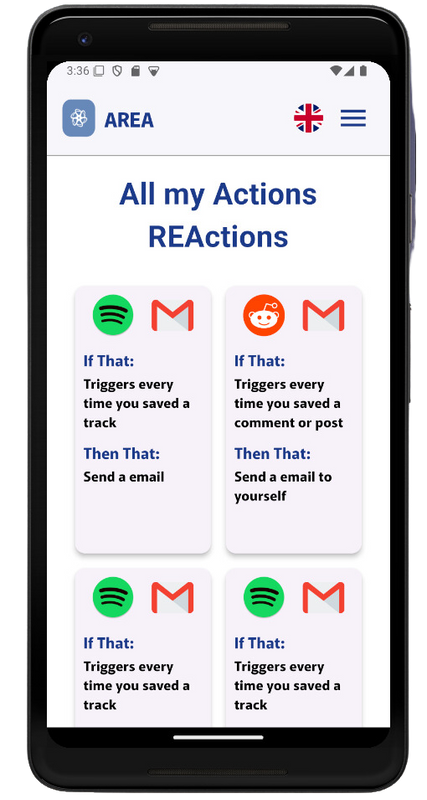 3:36
AREA
All my Actions
REActions
If That:
Triggers every
time you saved a
track
Then That:
Send a email
If That:
Triggers every
time you saved a
comment or post
Then That:
Send a email to
yourself
If That:
Triggers every
time you saved a
track
If That:
Triggers every
time you saved a
track